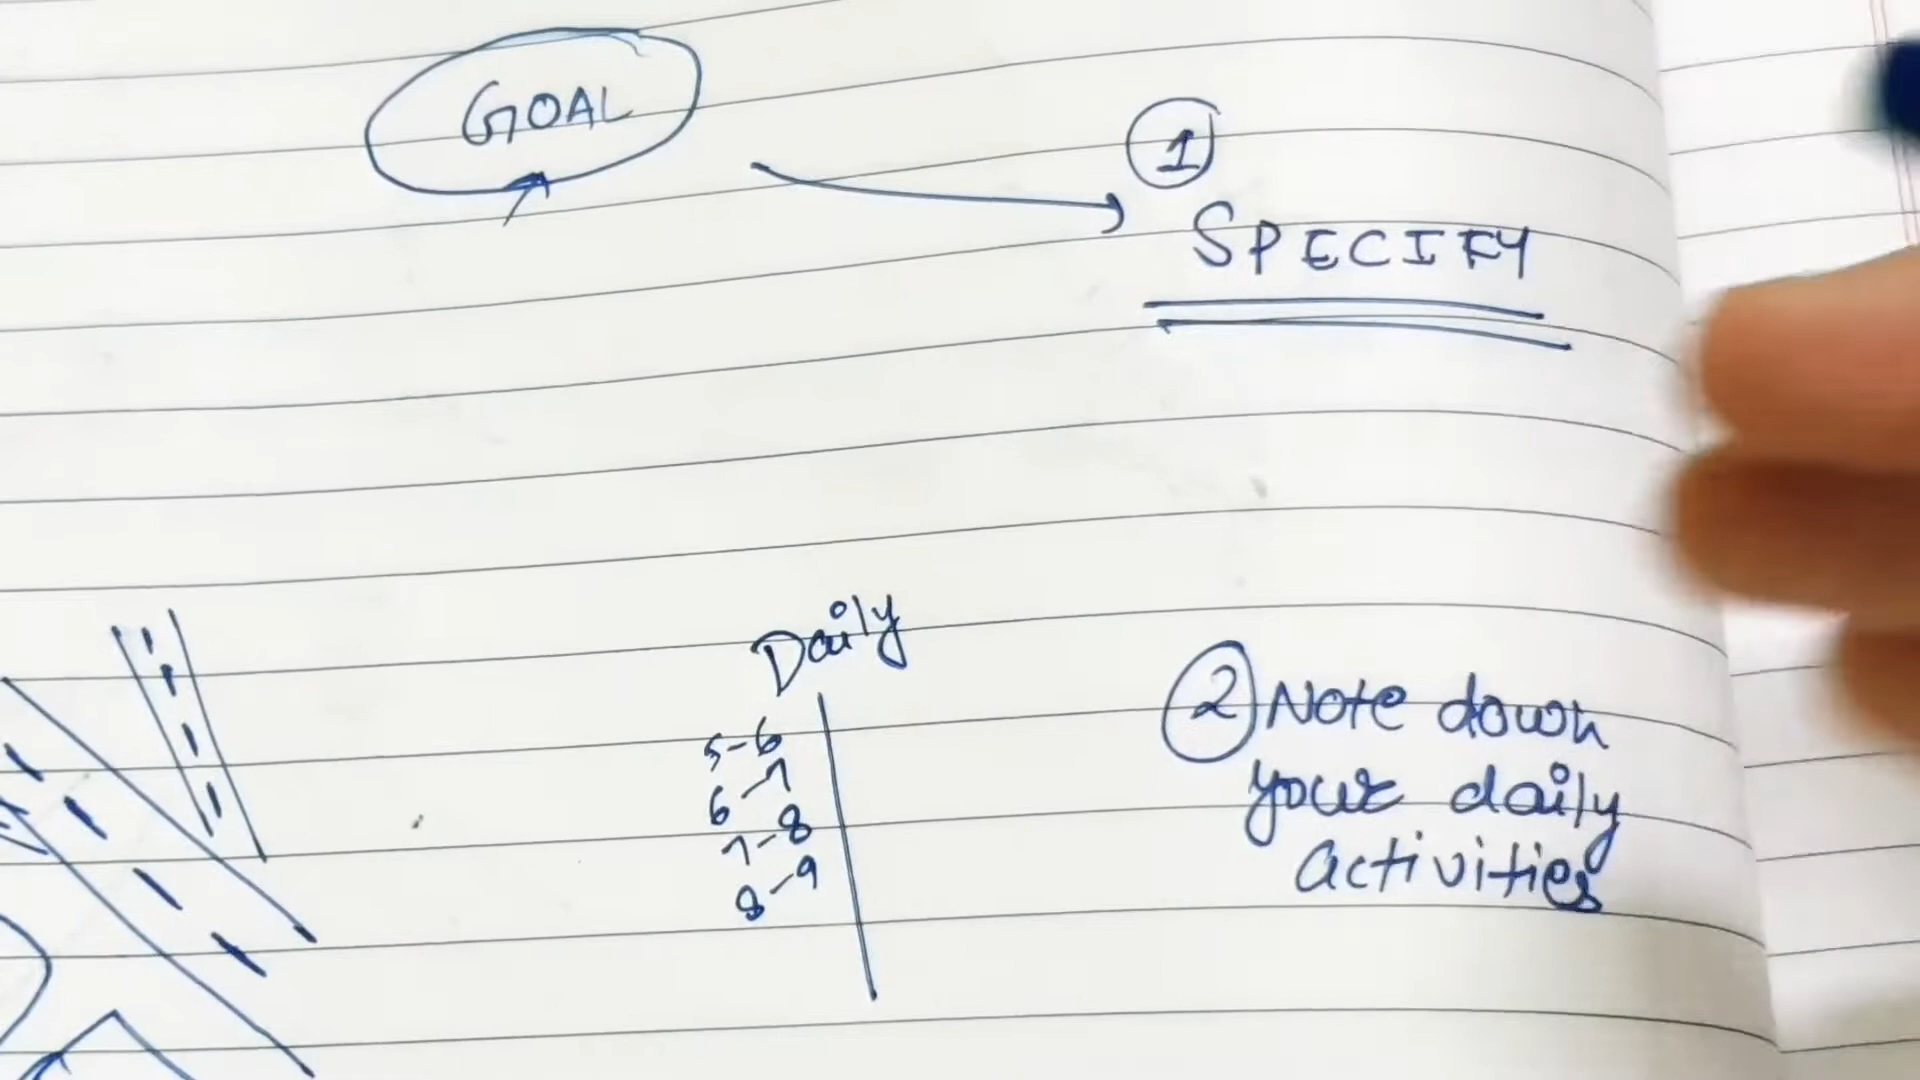 GOAL
1
SPECIFY
Daily
5-6
6-7
7-8
8-9
2 Note down
your daily
activities